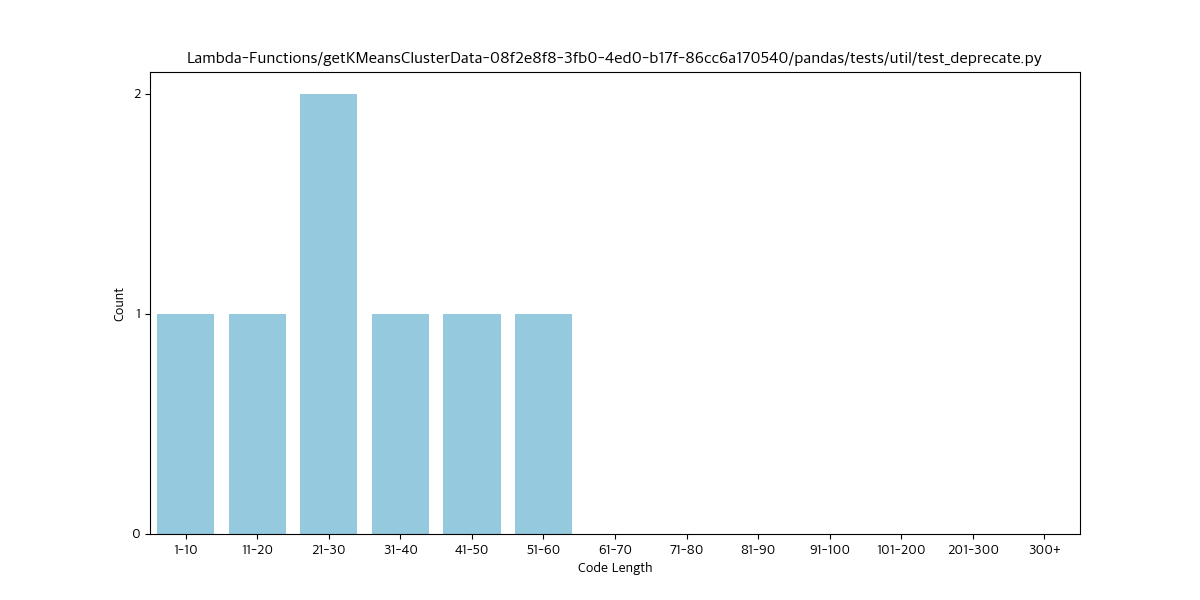 Lambda-Functions/getKMeansClusterData-08f2e8f8-3fb0-4ed0-b17f-86cc6a170540/pandas/tests/util/test_deprecate.py
2
1
0
Count
1-10 11-20 21-30 31-40 41-50 51-60 61-70 71-80 81-90 91-100 101-200 201-300 300+
Code Length